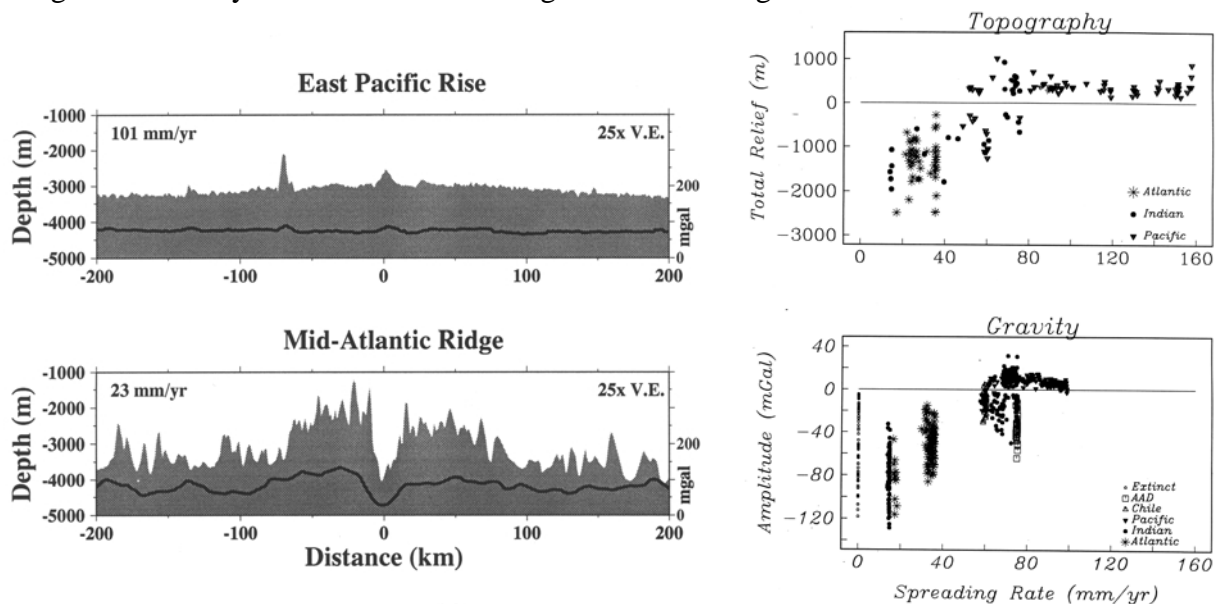 East Pacific Rise
101 mm/yr
25x V.E.
Depth (m)
-1000
-2000
-3000
-4000
-5000
200
0
mgal
-200
-100
0
100
200
Mid-Atlantic Ridge
23 mm/yr
25x V.E.
Depth (m)
-1000
-2000
-3000
-4000
-5000
200
0
mgal
-200
-100
0
100
200
Distance (km)
Topography
Total Relief (m)
1000
0
-1000
-2000
-3000
Atlantic
Indian
Pacific
0
40
80
120
160
Gravity
Amplitude (mGal)
40
0
-40
-80
-120
Extinct
AAD
Chile
Pacific
Indian
Atlantic
0
40
80
120
160
Spreading Rate (mm/yr)